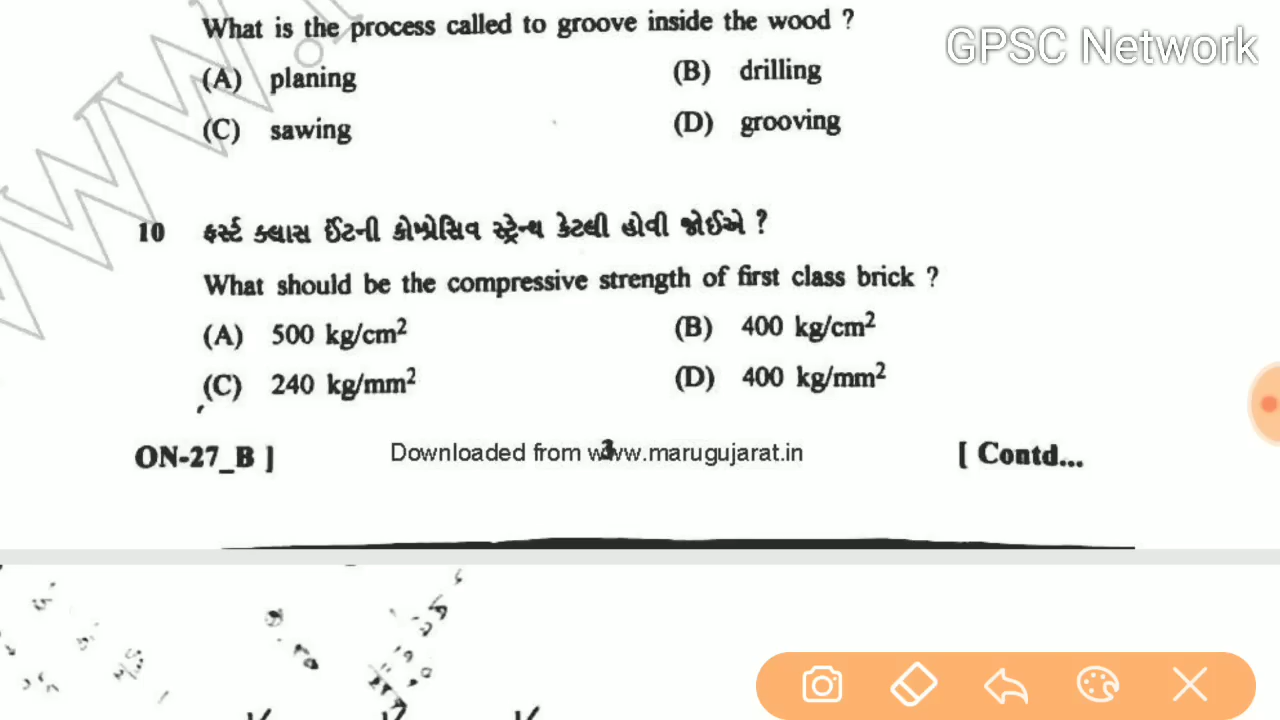 What is the process called to groove inside the wood ?
GPSC Network
(A) planing
(B) drilling
(C) sawing
(D) grooving
10 ફર્સ્ટ ક્લાસ ઈંટની કોમ્પ્રેસિવ સ્ટ્રેન્થ કેટલી હોવી જોઈએ ?
What should be the compressive strength of first class brick ?
(A) 500 kg/cm²
(B) 400 kg/cm²
(C) 240 kg/mm²
(D) 400 kg/mm²
ON-27_B ]
3
[ Contd...
Downloaded from www.marugujarat.in